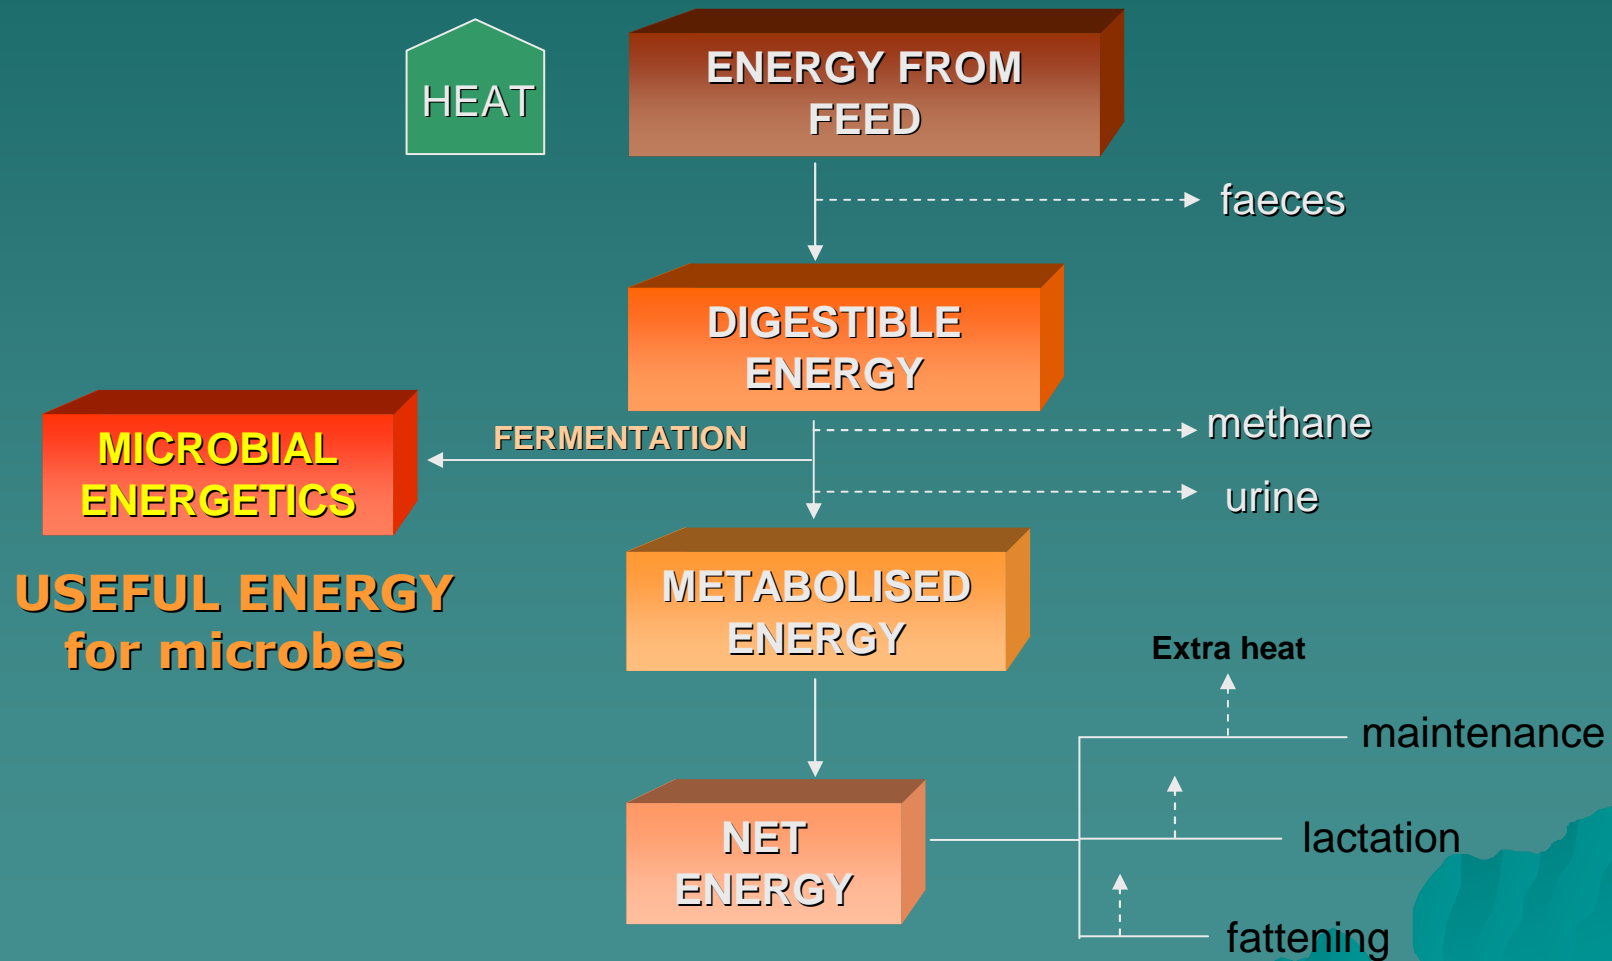 HEAT
ENERGY FROM
FEED
faeces
DIGESTIBLE
ENERGY
methane
FERMENTATION
MICROBIAL
ENERGETICS
urine
USEFUL ENERGY
for microbes
METABOLISED
ENERGY
Extra heat
maintenance
NET
ENERGY
lactation
fattening